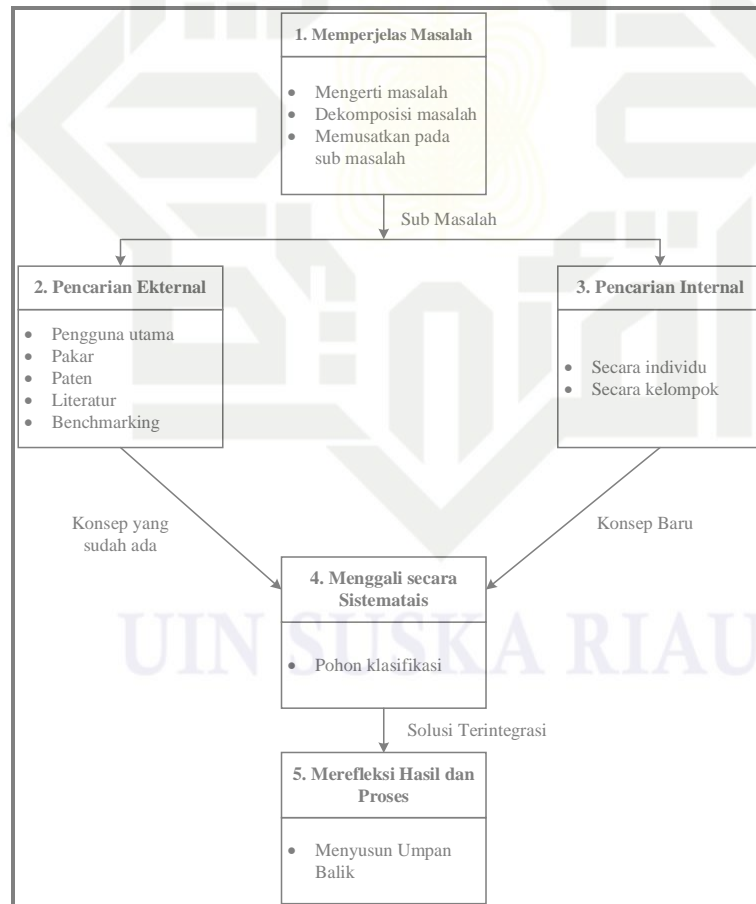 1. Memperjelas Masalah
• Mengerti masalah
• Dekomposisi masalah
• Memusatkan pada
sub masalah
Sub Masalah
2. Pencarian Ekternal
• Pengguna utama
• Pakar
• Paten
• Literatur
• Benchmarking
3. Pencarian Internal
• Secara individu
• Secara kelompok
Konsep yang
sudah ada
Konsep Baru
4. Menggali secara
Sistematais
• Pohon klasifikasi
UIN SUSKA RIAU
Solusi Terintegrasi
5. Merefleksi Hasil dan
Proses
• Menyusun Umpan
Balik